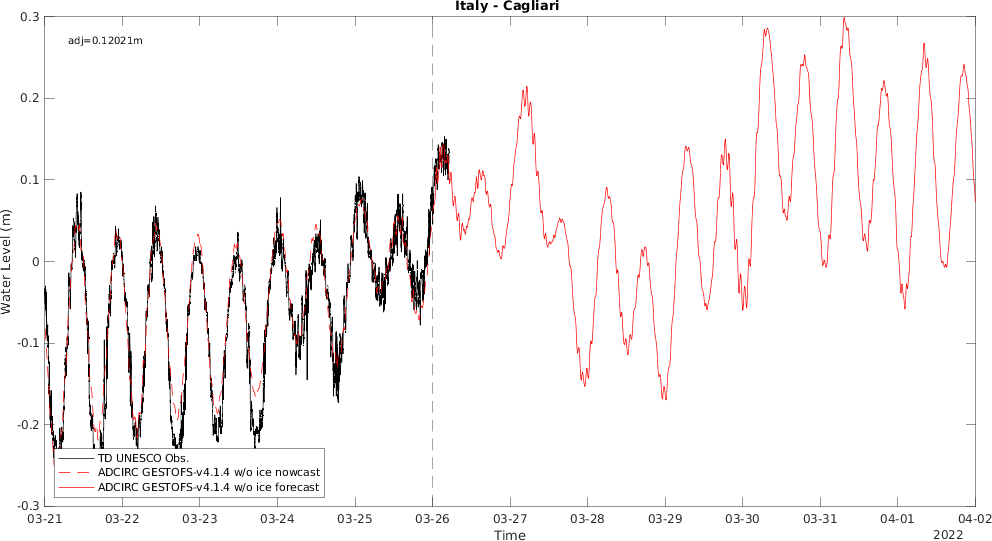 Italy - Cagliari
adj=0.12021m
0.3
0.2
0.1
0
-0.1
-0.2
-0.3
Water Level (m)
TD UNESCO Obs.
ADCIRC GESTOFS-v4.1.4 w/o ice nowcast
ADCIRC GESTOFS-v4.1.4 w/o ice forecast
03-21 03-22 03-23 03-24 03-25 03-26 03-27 03-28 03-29 03-30 03-31 04-01 04-02
Time
2022